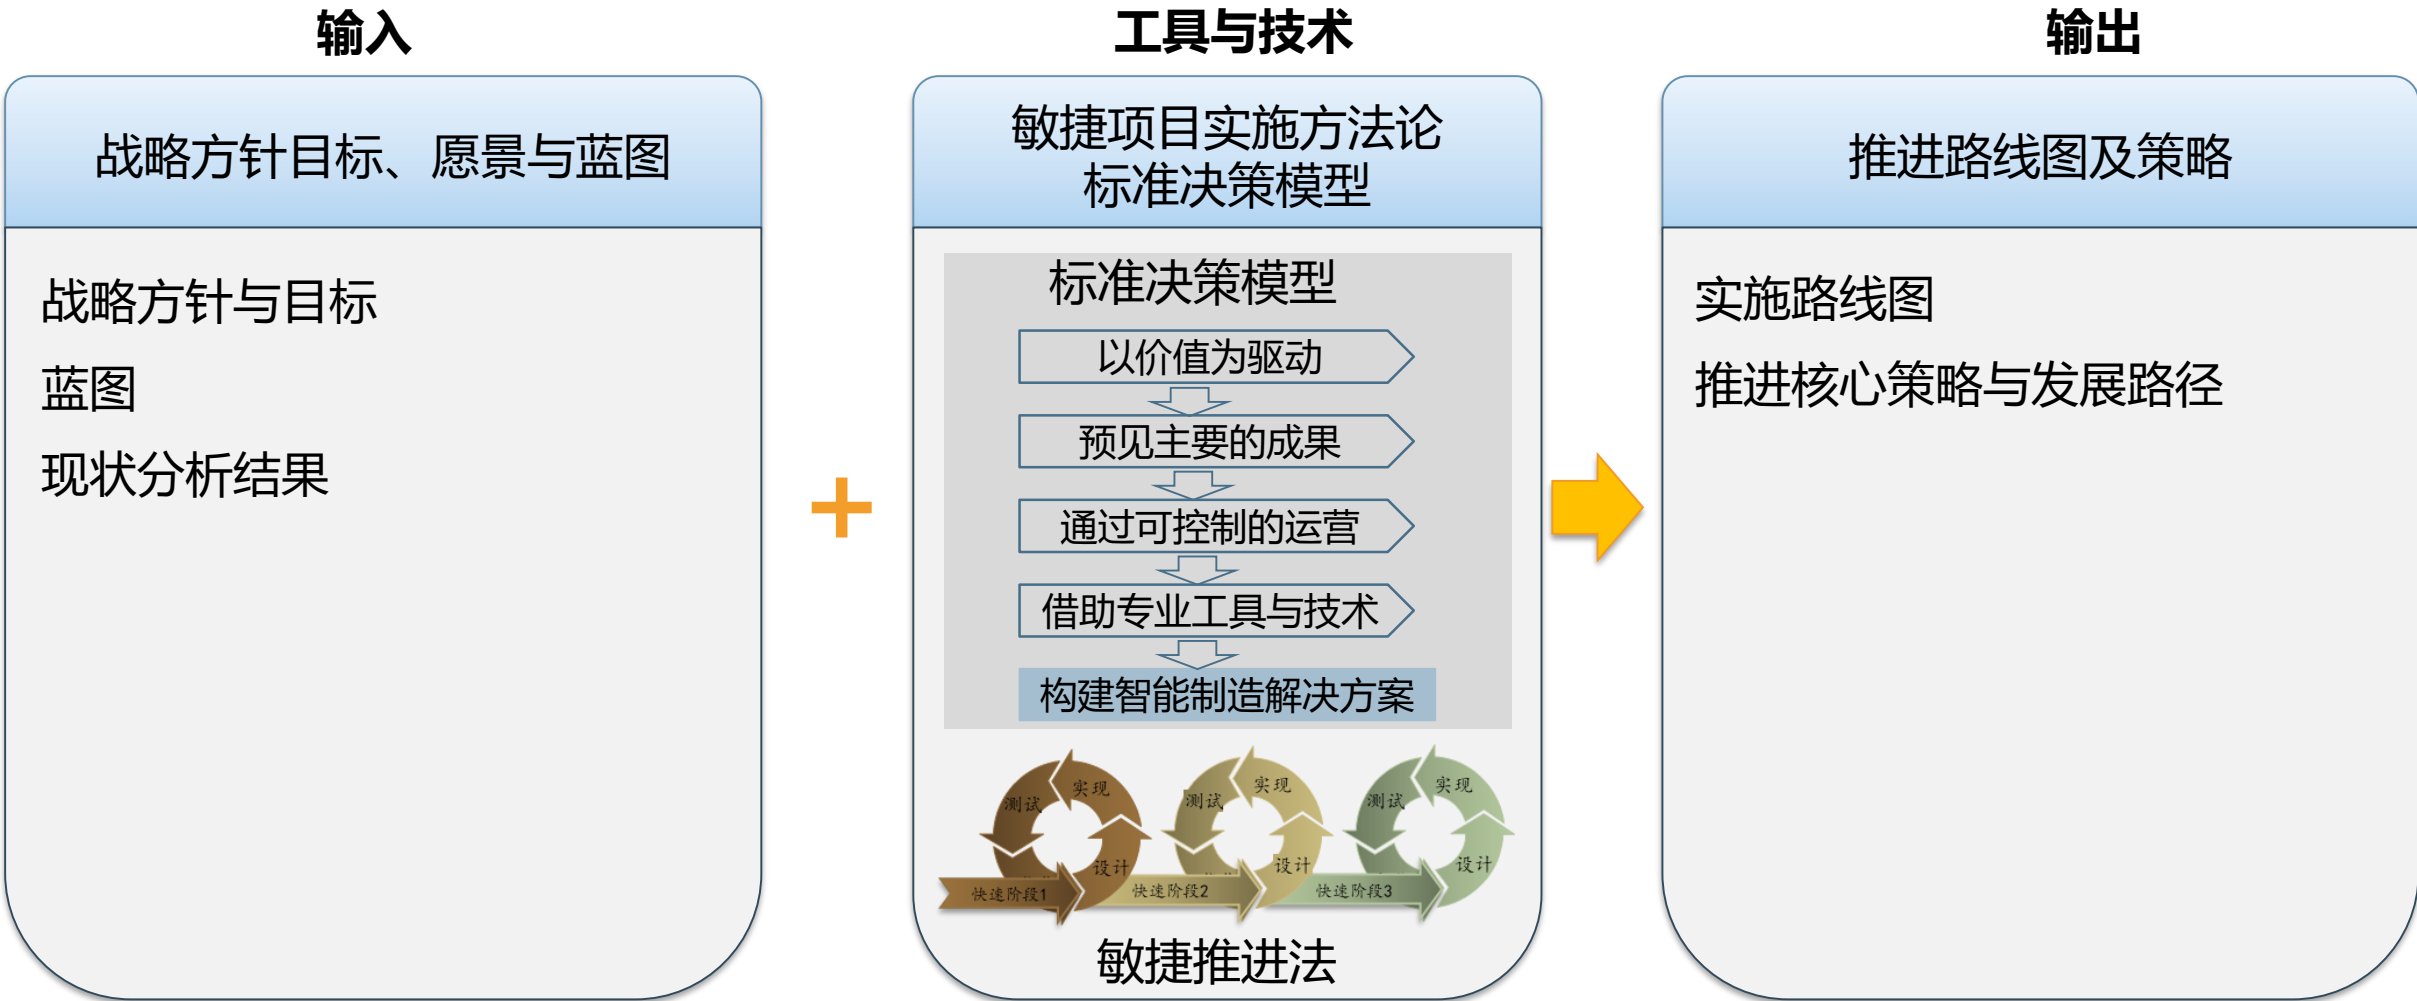 输入
战略方针目标、愿景与蓝图
战略方针与目标
蓝图
现状分析结果
工具与技术
敏捷项目实施方法论
标准决策模型
标准决策模型
以价值为驱动
预见主要的成果
通过可控制的运营
借助专业工具与技术
构建智能制造解决方案
测试
实现
设计
快速阶段1
测试
实现
设计
快速阶段2
测试
实现
设计
快速阶段3
敏捷推进法
输出
推进路线图及策略
实施路线图
推进核心策略与发展路径